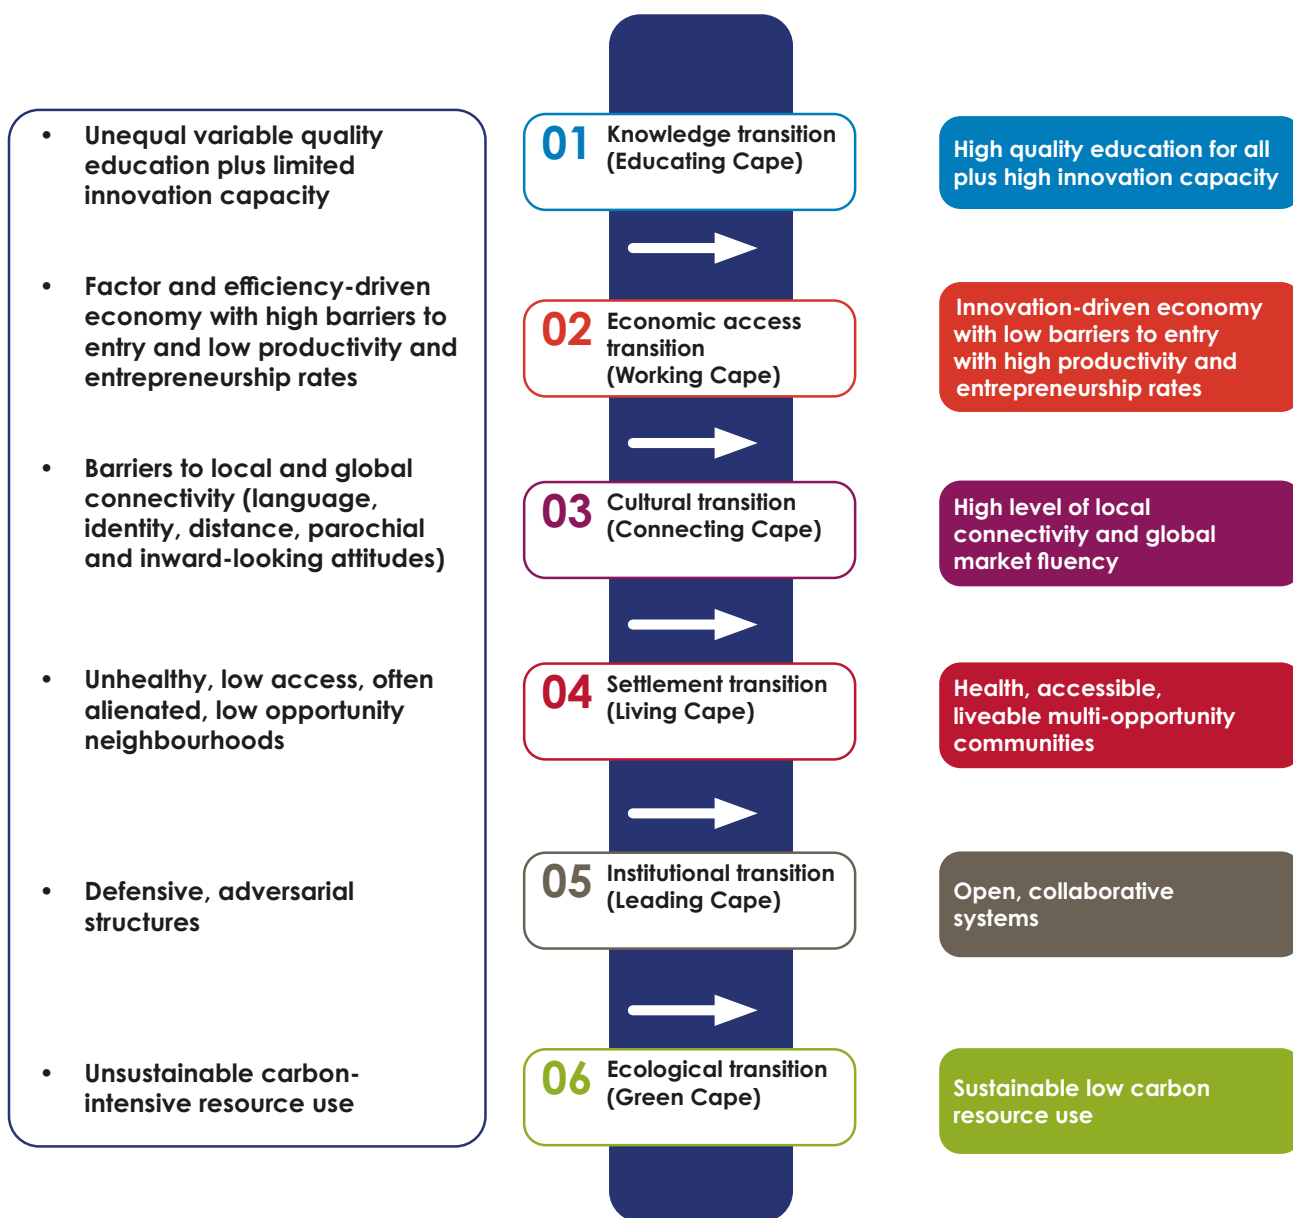 • Unequal variable quality
education plus limited
innovation capacity
01 Knowledge transition
(Educating Cape)
High quality education for all
plus high innovation capacity
• Factor and efficiency-driven
economy with high barriers to
entry and low productivity and
entrepreneurship rates
02 Economic access
transition
(Working Cape)
Innovation-driven economy
with low barriers to entry
with high productivity and
entrepreneurship rates
• Barriers to local and global
connectivity (language,
identity, distance, parochial
and inward-looking attitudes)
03 Cultural transition
(Connecting Cape)
High level of local
connectivity and global
market fluency
• Unhealthy, low access, often
alienated, low opportunity
neighbourhoods
04 Settlement transition
(Living Cape)
Health, accessible,
liveable multi-opportunity
communities
• Defensive, adversarial
structures
05 Institutional transition
(Leading Cape)
Open, collaborative
systems
• Unsustainable carbon-
intensive resource use
06 Ecological transition
(Green Cape)
Sustainable low carbon
resource use